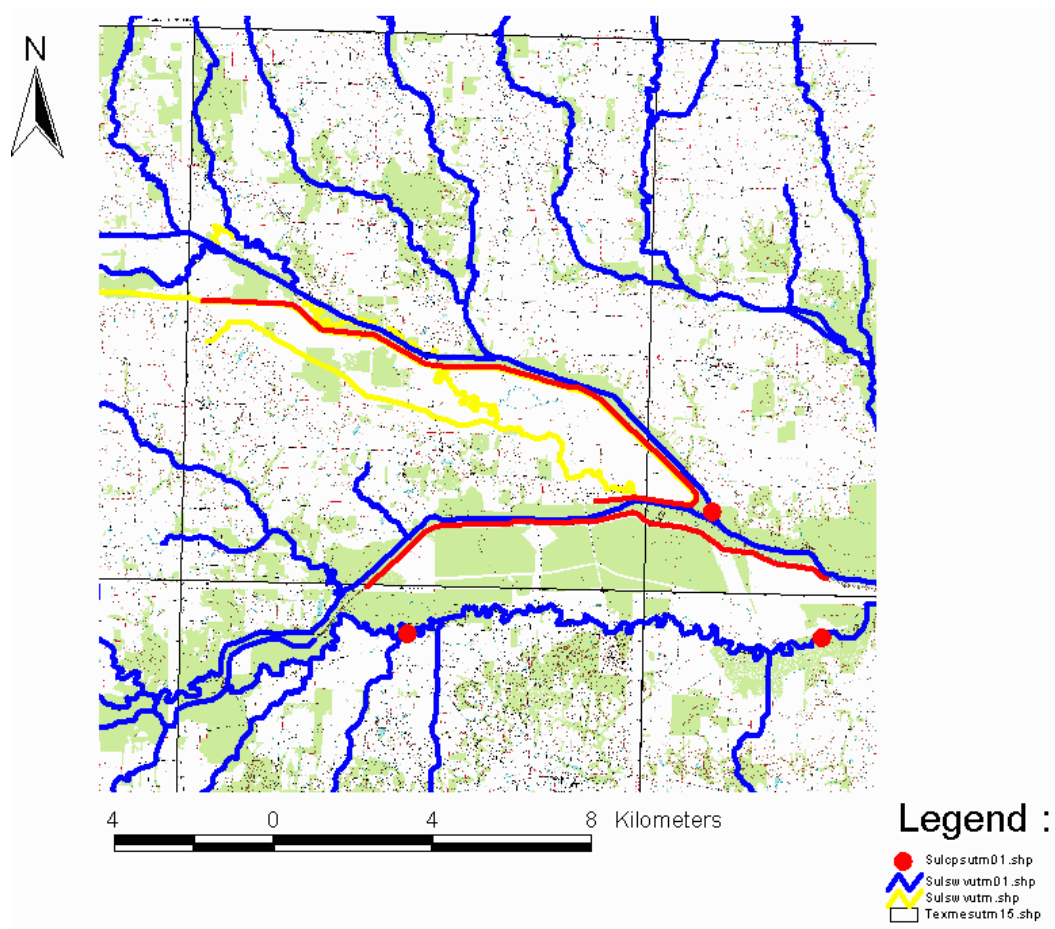 N
4 0 4 8 Kilometers
Legend :
Sulcpsutm01.shp
Sulswvutm01.shp
Sulswvutm.shp
Texmesutm15.shp